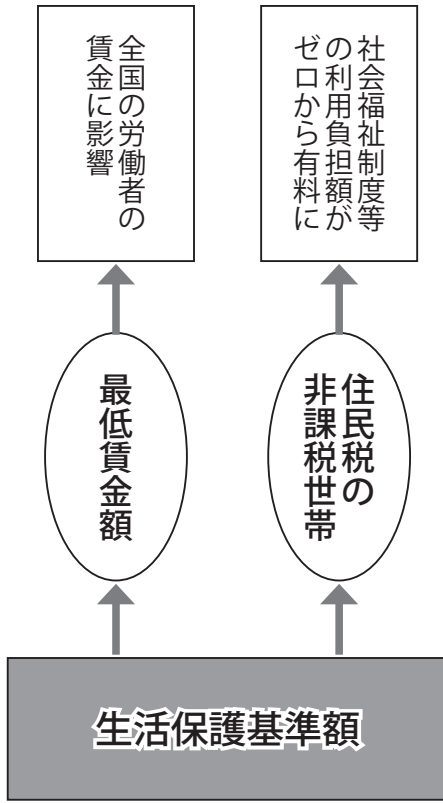 社会福祉制度等
の利用負担額が
ゼロから有料に
全国の労働者の
賃金に影響
住民税の
非課税世帯
最低賃金額
生活保護基準額